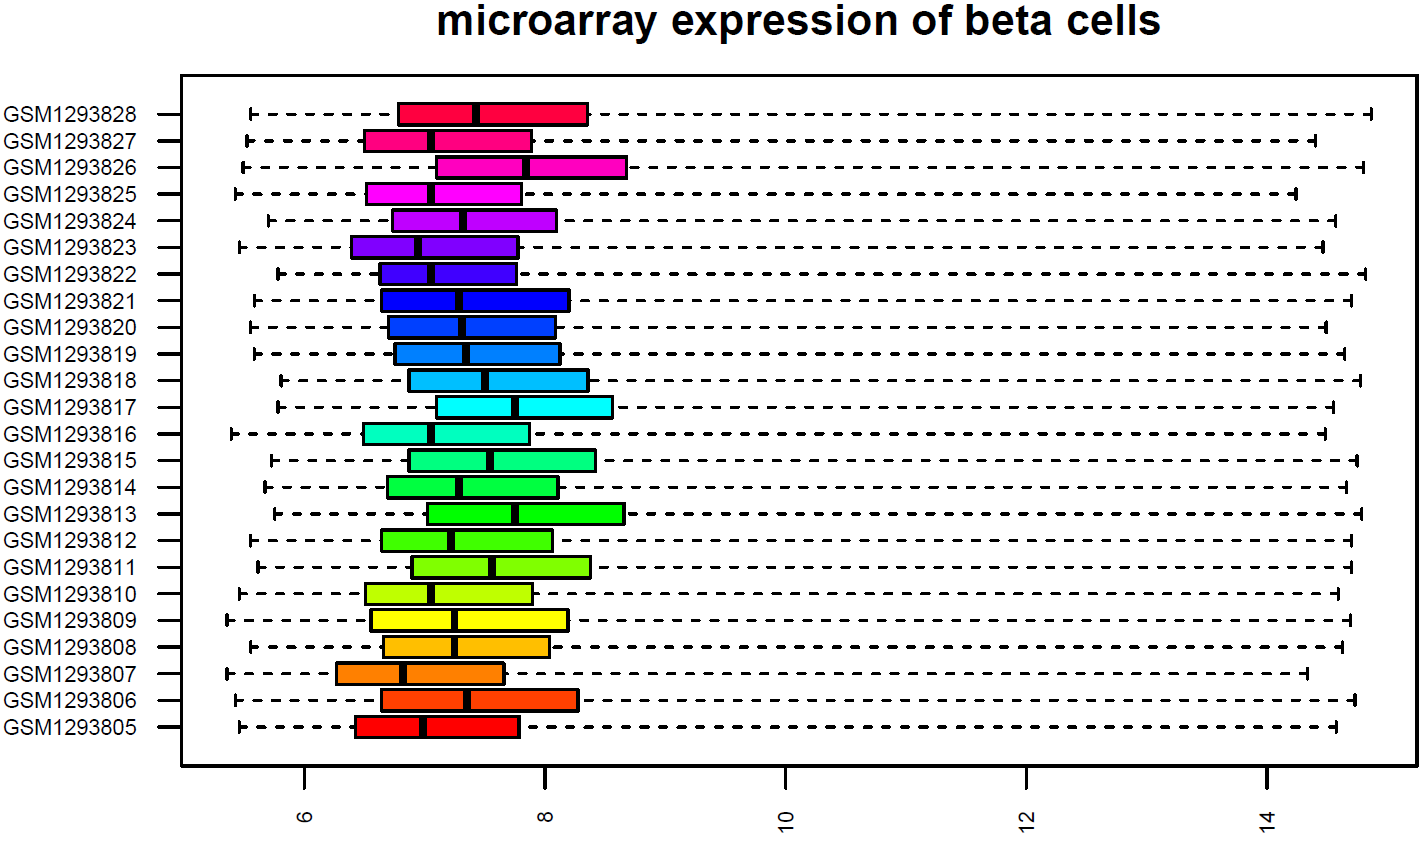 microarray expression of beta cells
GSM1293828
GSM1293827
GSM1293826
GSM1293825
GSM1293824
GSM1293823
GSM1293822
GSM1293821
GSM1293820
GSM1293819
GSM1293818
GSM1293817
GSM1293816
GSM1293815
GSM1293814
GSM1293813
GSM1293812
GSM1293811
GSM1293810
GSM1293809
GSM1293808
GSM1293807
GSM1293806
GSM1293805
6 8 10 12 14